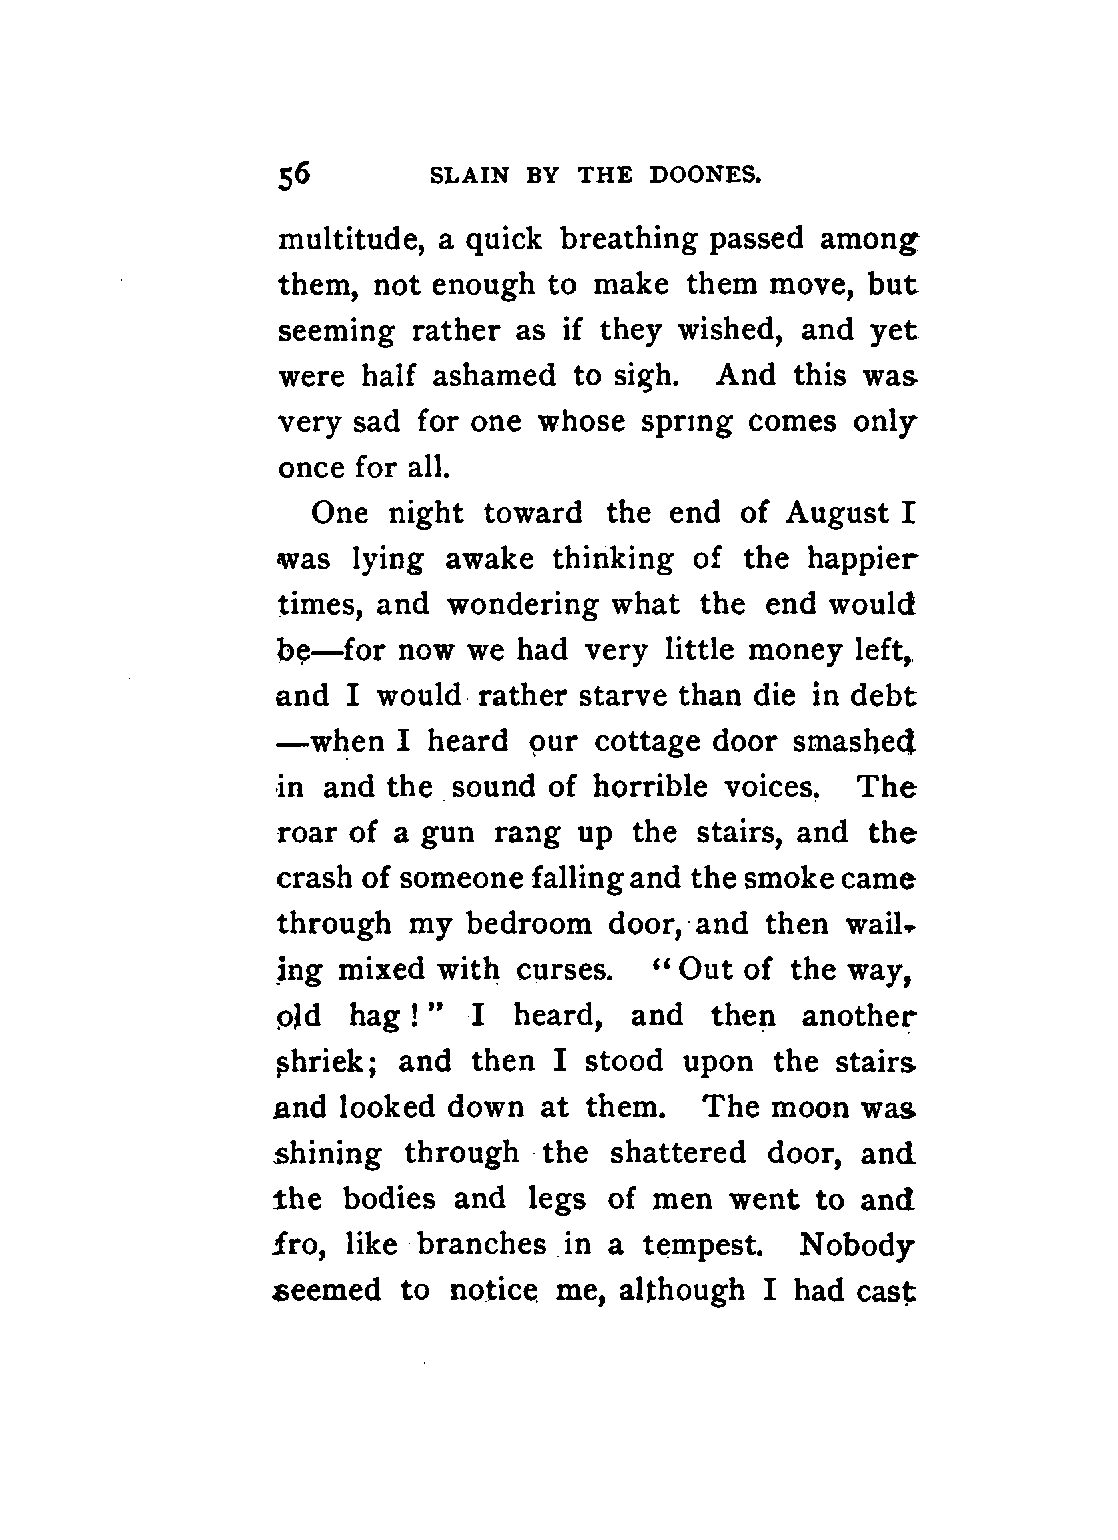 56 SLAIN BY THE DOONES.
multitude, a quick breathing passed among
them, not enough to make them move, but
seeming rather as if they wished, and yet
were half ashamed to sigh. And this was
very sad for one whose spring comes only
once for all.
One night toward the end of August I
was lying awake thinking of the happier
times, and wondering what the end would
be—for now we had very little money left,
and I would rather starve than die in debt
—when I heard our cottage door smashed
in and the sound of horrible voices. The
roar of a gun rang up the stairs, and the
crash of someone falling and the smoke came
through my bedroom door, and then wail-
ing mixed with curses. “Out of the way,
old hag!” I heard, and then another
shriek; and then I stood upon the stairs
and looked down at them. The moon was
shining through the shattered door, and
the bodies and legs of men went to and
fro, like branches in a tempest. Nobody
seemed to notice me, although I had cast